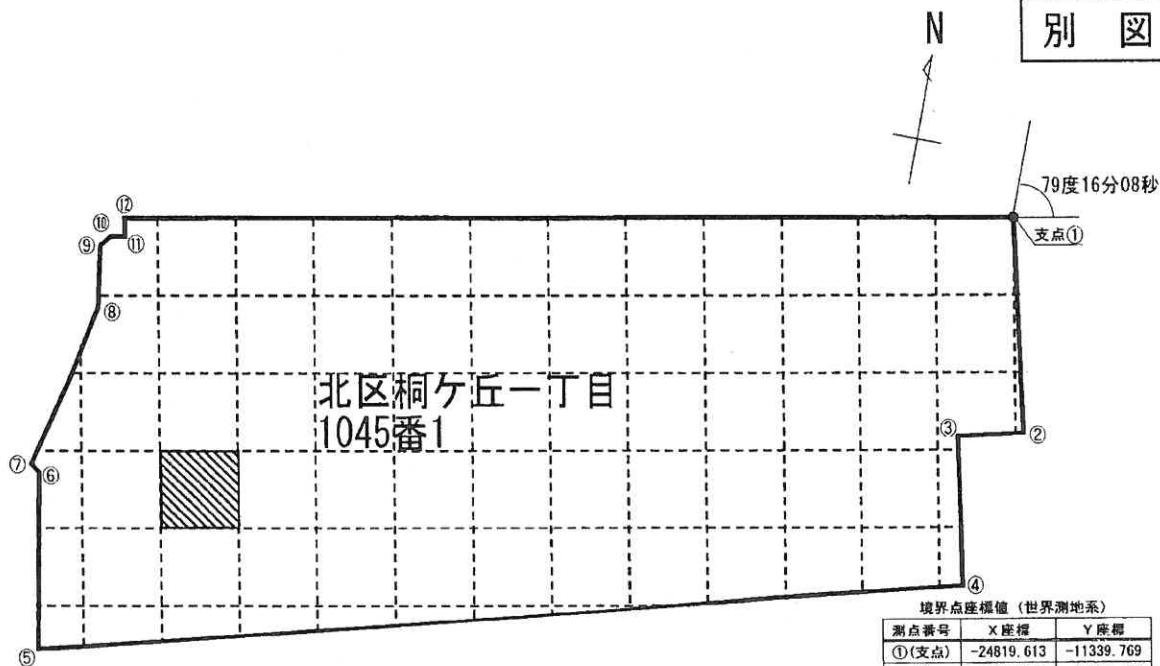 別 図
N
79度16分08秒
支点①
⑫
⑩
⑪
⑨
⑧
北区桐ケ丘一丁目
1045番1
③
②
⑦
⑥
④
⑤
境界点座標値（世界測地系）
測点番号 X座標 Y座標
①(支点) -24819.613 -11339.769